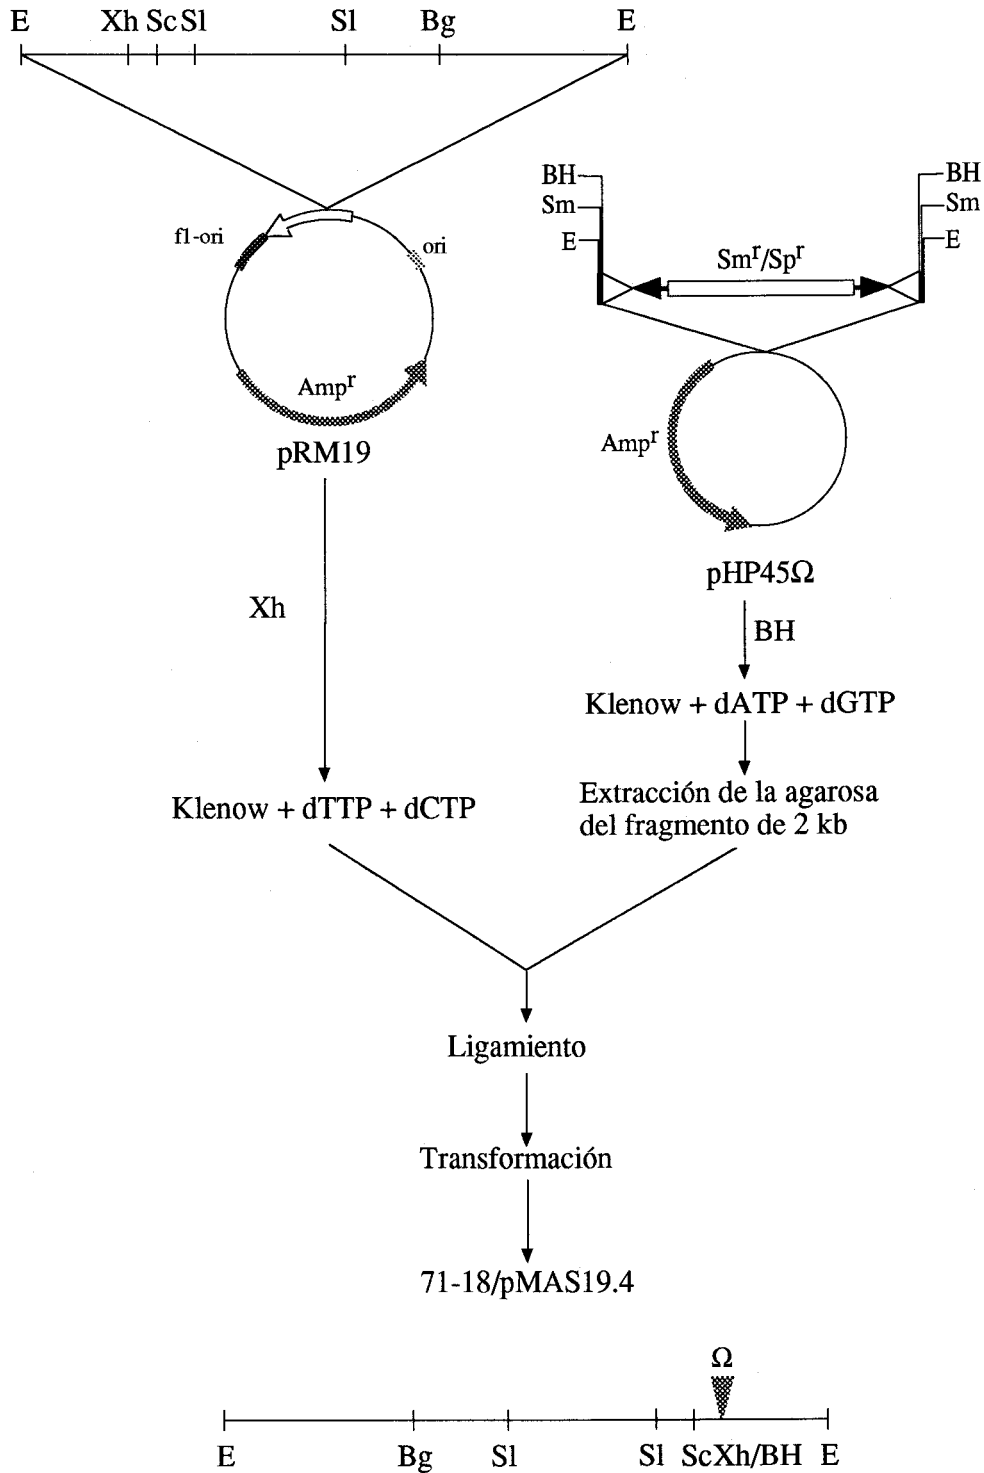 E Xh Sc Sl Sl Bg E
BH
Sm
E
BH
Sm
E
Smʳ/Spʳ
f1-ori
ori
Ampʳ
pRM19
Ampʳ
pHP45Ω
Xh
BH
Klenow + dATP + dGTP
Klenow + dTTP + dCTP
Extracción de la agarosa
del fragmento de 2 kb
Ligamiento
Transformación
71-18/pMAS19.4
Ω
E Bg Sl Sl ScXh/BH E